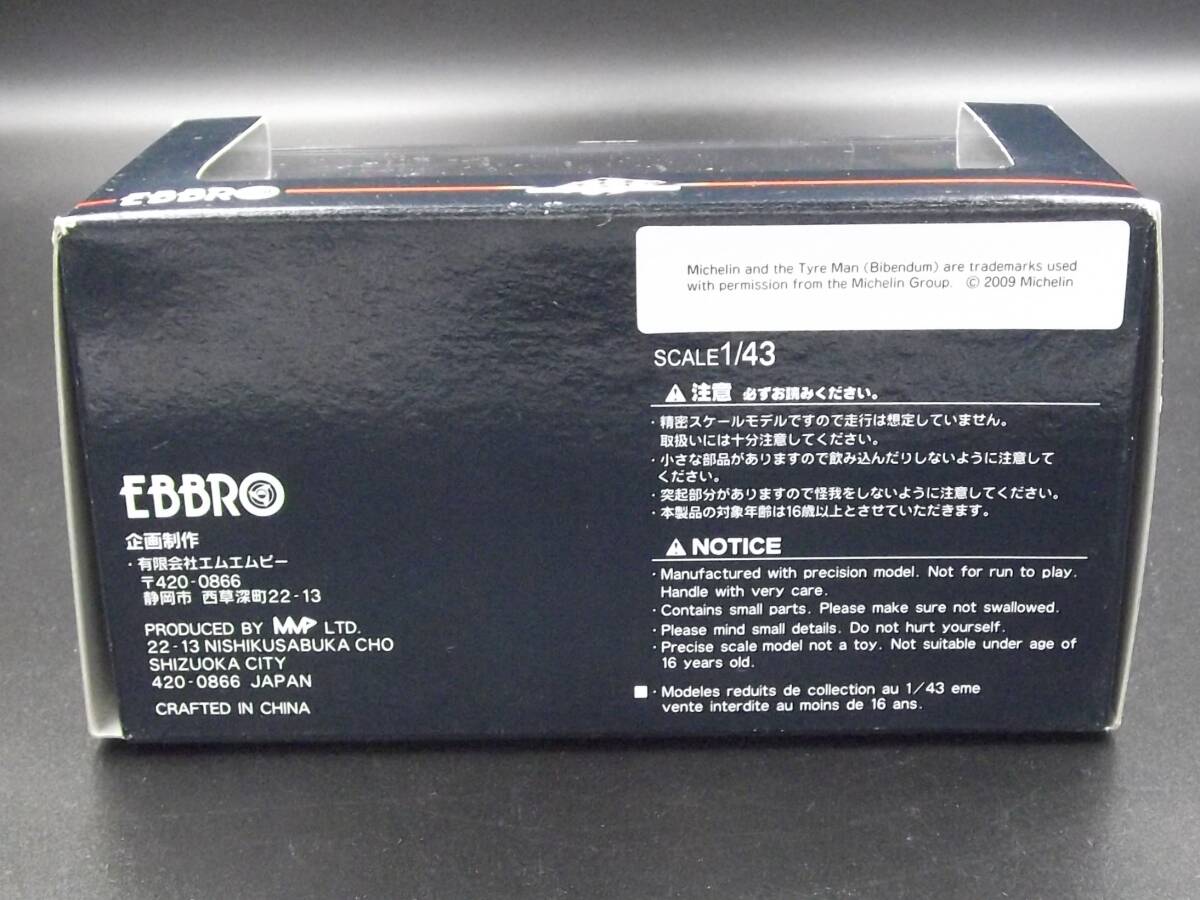 EBBRO
Michelin and the Tyre Man (Bibendum) are trademarks used
with permission from the Michelin Group. © 2009 Michelin
SCALE1/43
⚠注意 必ずお読みください。
・精密スケールモデルですので走行は想定していません。
取扱いには十分注意してください。
・小さな部品がありますので飲み込んだりしないように注意して
ください。
・突起部分がありますので怪我をしないように注意してください。
・本製品の対象年齢は16歳以上とさせていただきます。
⚠NOTICE
・Manufactured with precision model. Not for run to play.
Handle with very care.
・Contains small parts. Please make sure not swallowed.
・Please mind small details. Do not hurt yourself.
・Precise scale model not a toy. Not suitable under age of
16 years old.
■・Modeles reduits de collection au 1/43 eme
vente interdite au moins de 16 ans.
EBBRO
企画制作
・有限会社エムエムピー
〒420-0866
静岡市 西草深町22-13
PRODUCED BY MMP LTD.
22-13 NISHIKUSABUKA CHO
SHIZUOKA CITY
420-0866 JAPAN
CRAFTED IN CHINA